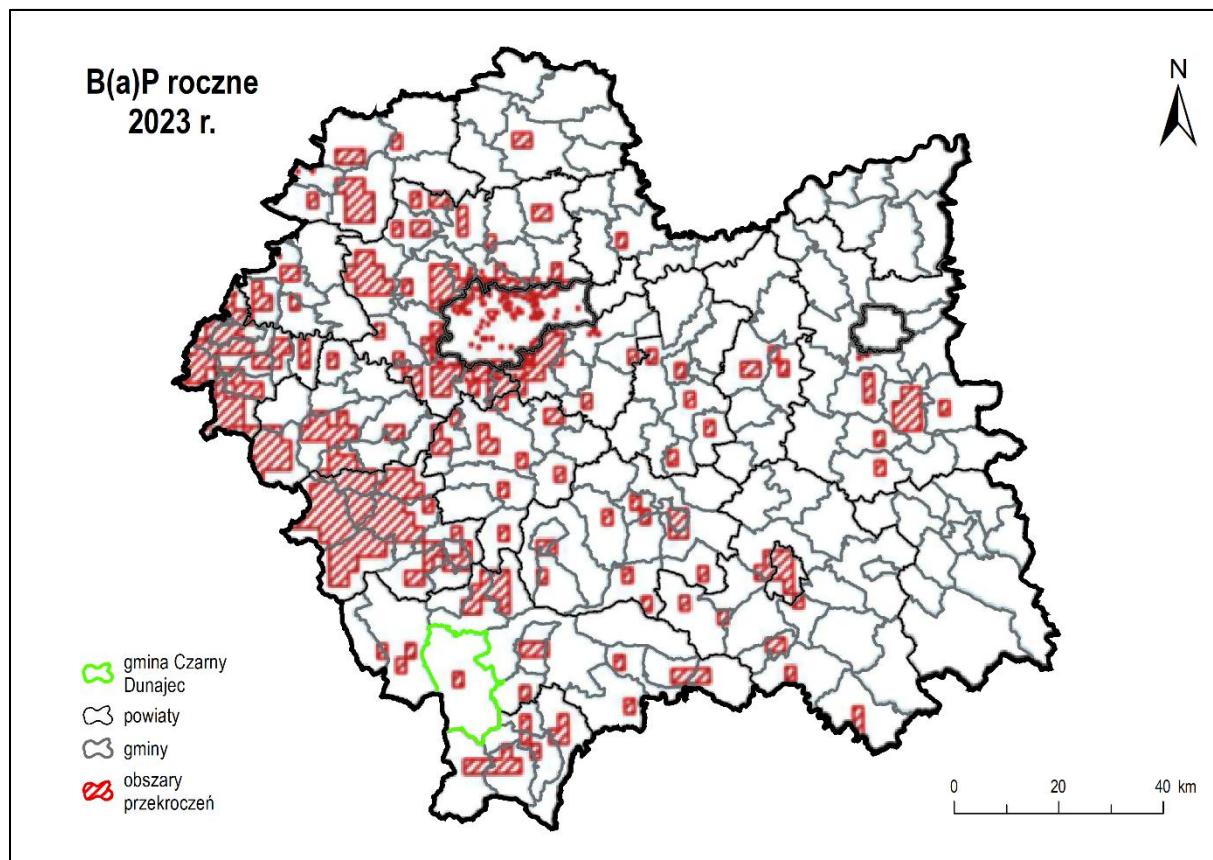 B(a)P roczne
2023 r.
N
gmina Czarny
Dunajec
powiaty
gminy
obszary
przekroczeń
0 20 40 km